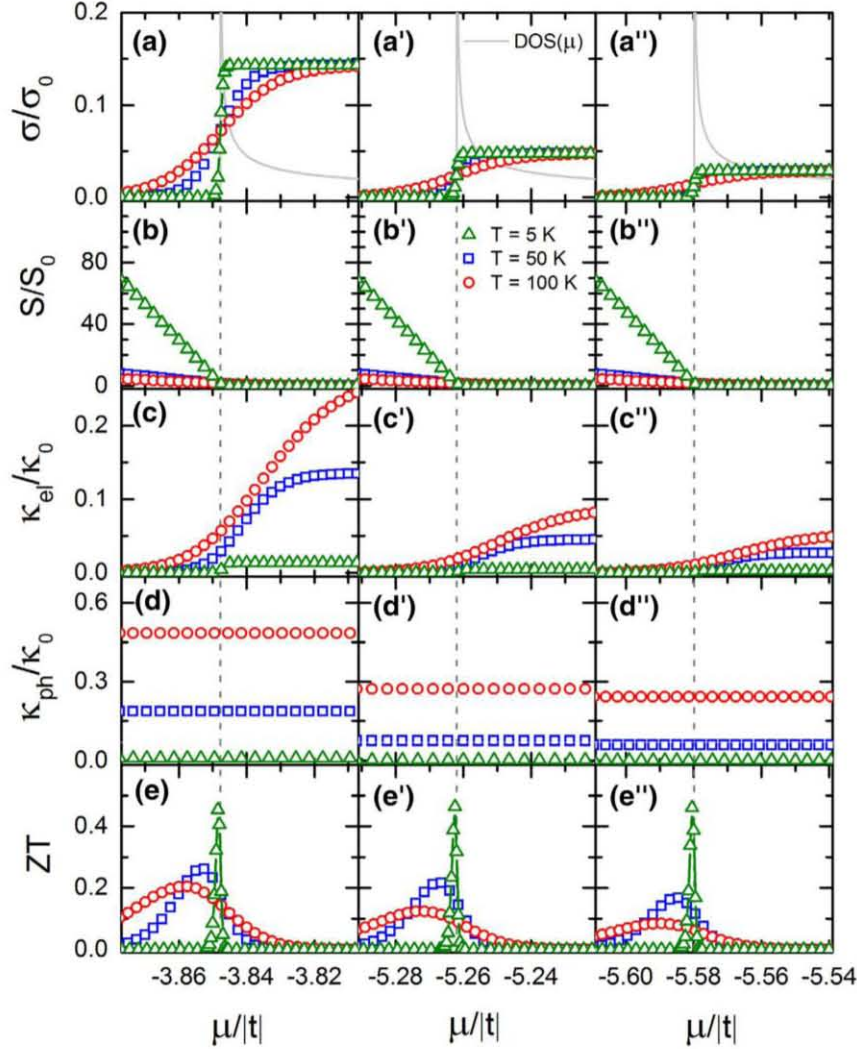 0.2
(a)
(a')
DOS(μ)
(a'')
σ/σ₀
0.1
0.0
(b)
(b')
(b'')
T = 5 K
T = 50 K
T = 100 K
S/S₀
80
40
0
(c)
(c')
(c'')
κₑₗ/κ₀
0.2
0.1
0.0
(d)
(d')
(d'')
κₚₕ/κ₀
0.6
0.3
0.0
(e)
(e')
(e'')
ZT
0.4
0.2
0.0
-3.86 -3.84 -3.82 -5.28 -5.26 -5.24 -5.60 -5.58 -5.56 -5.54
μ/|t| μ/|t| μ/|t|